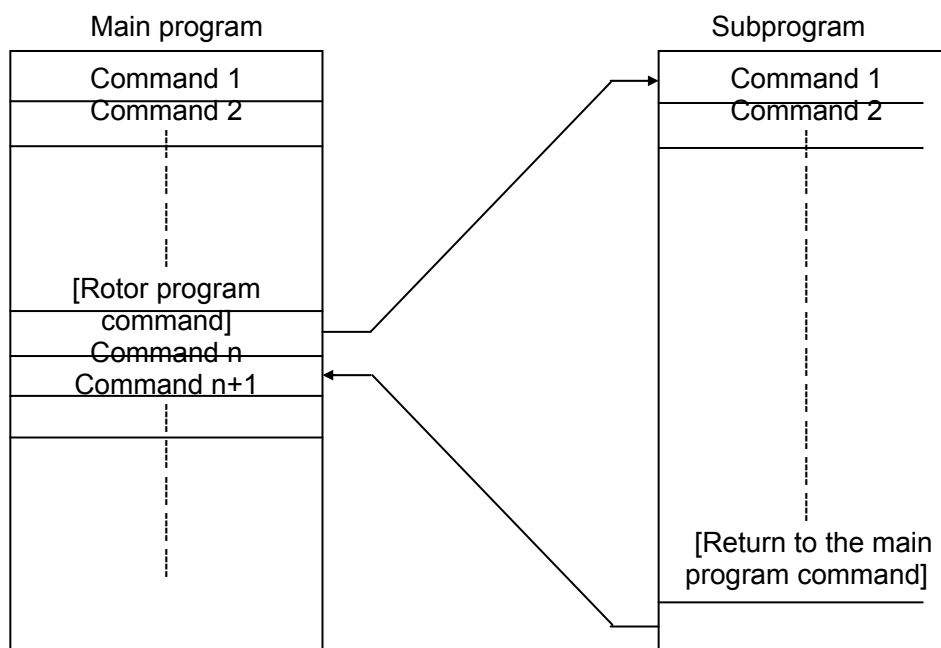 Main program
Command 1
Command 2
[Rotor program
command]
Command n
Command n+1
Subprogram
Command 1
Command 2
[Return to the main
program command]